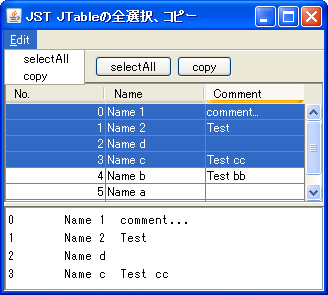 JST JTableの全選択、コピー
Edit
selectAll
copy
selectAll copy
No. Name Comment
0 Name 1 comment...
1 Name 2 Test
2 Name d
3 Name c Test cc
4 Name b Test bb
5 Name a
0 Name 1 comment...
1 Name 2 Test
2 Name d
3 Name c Test cc